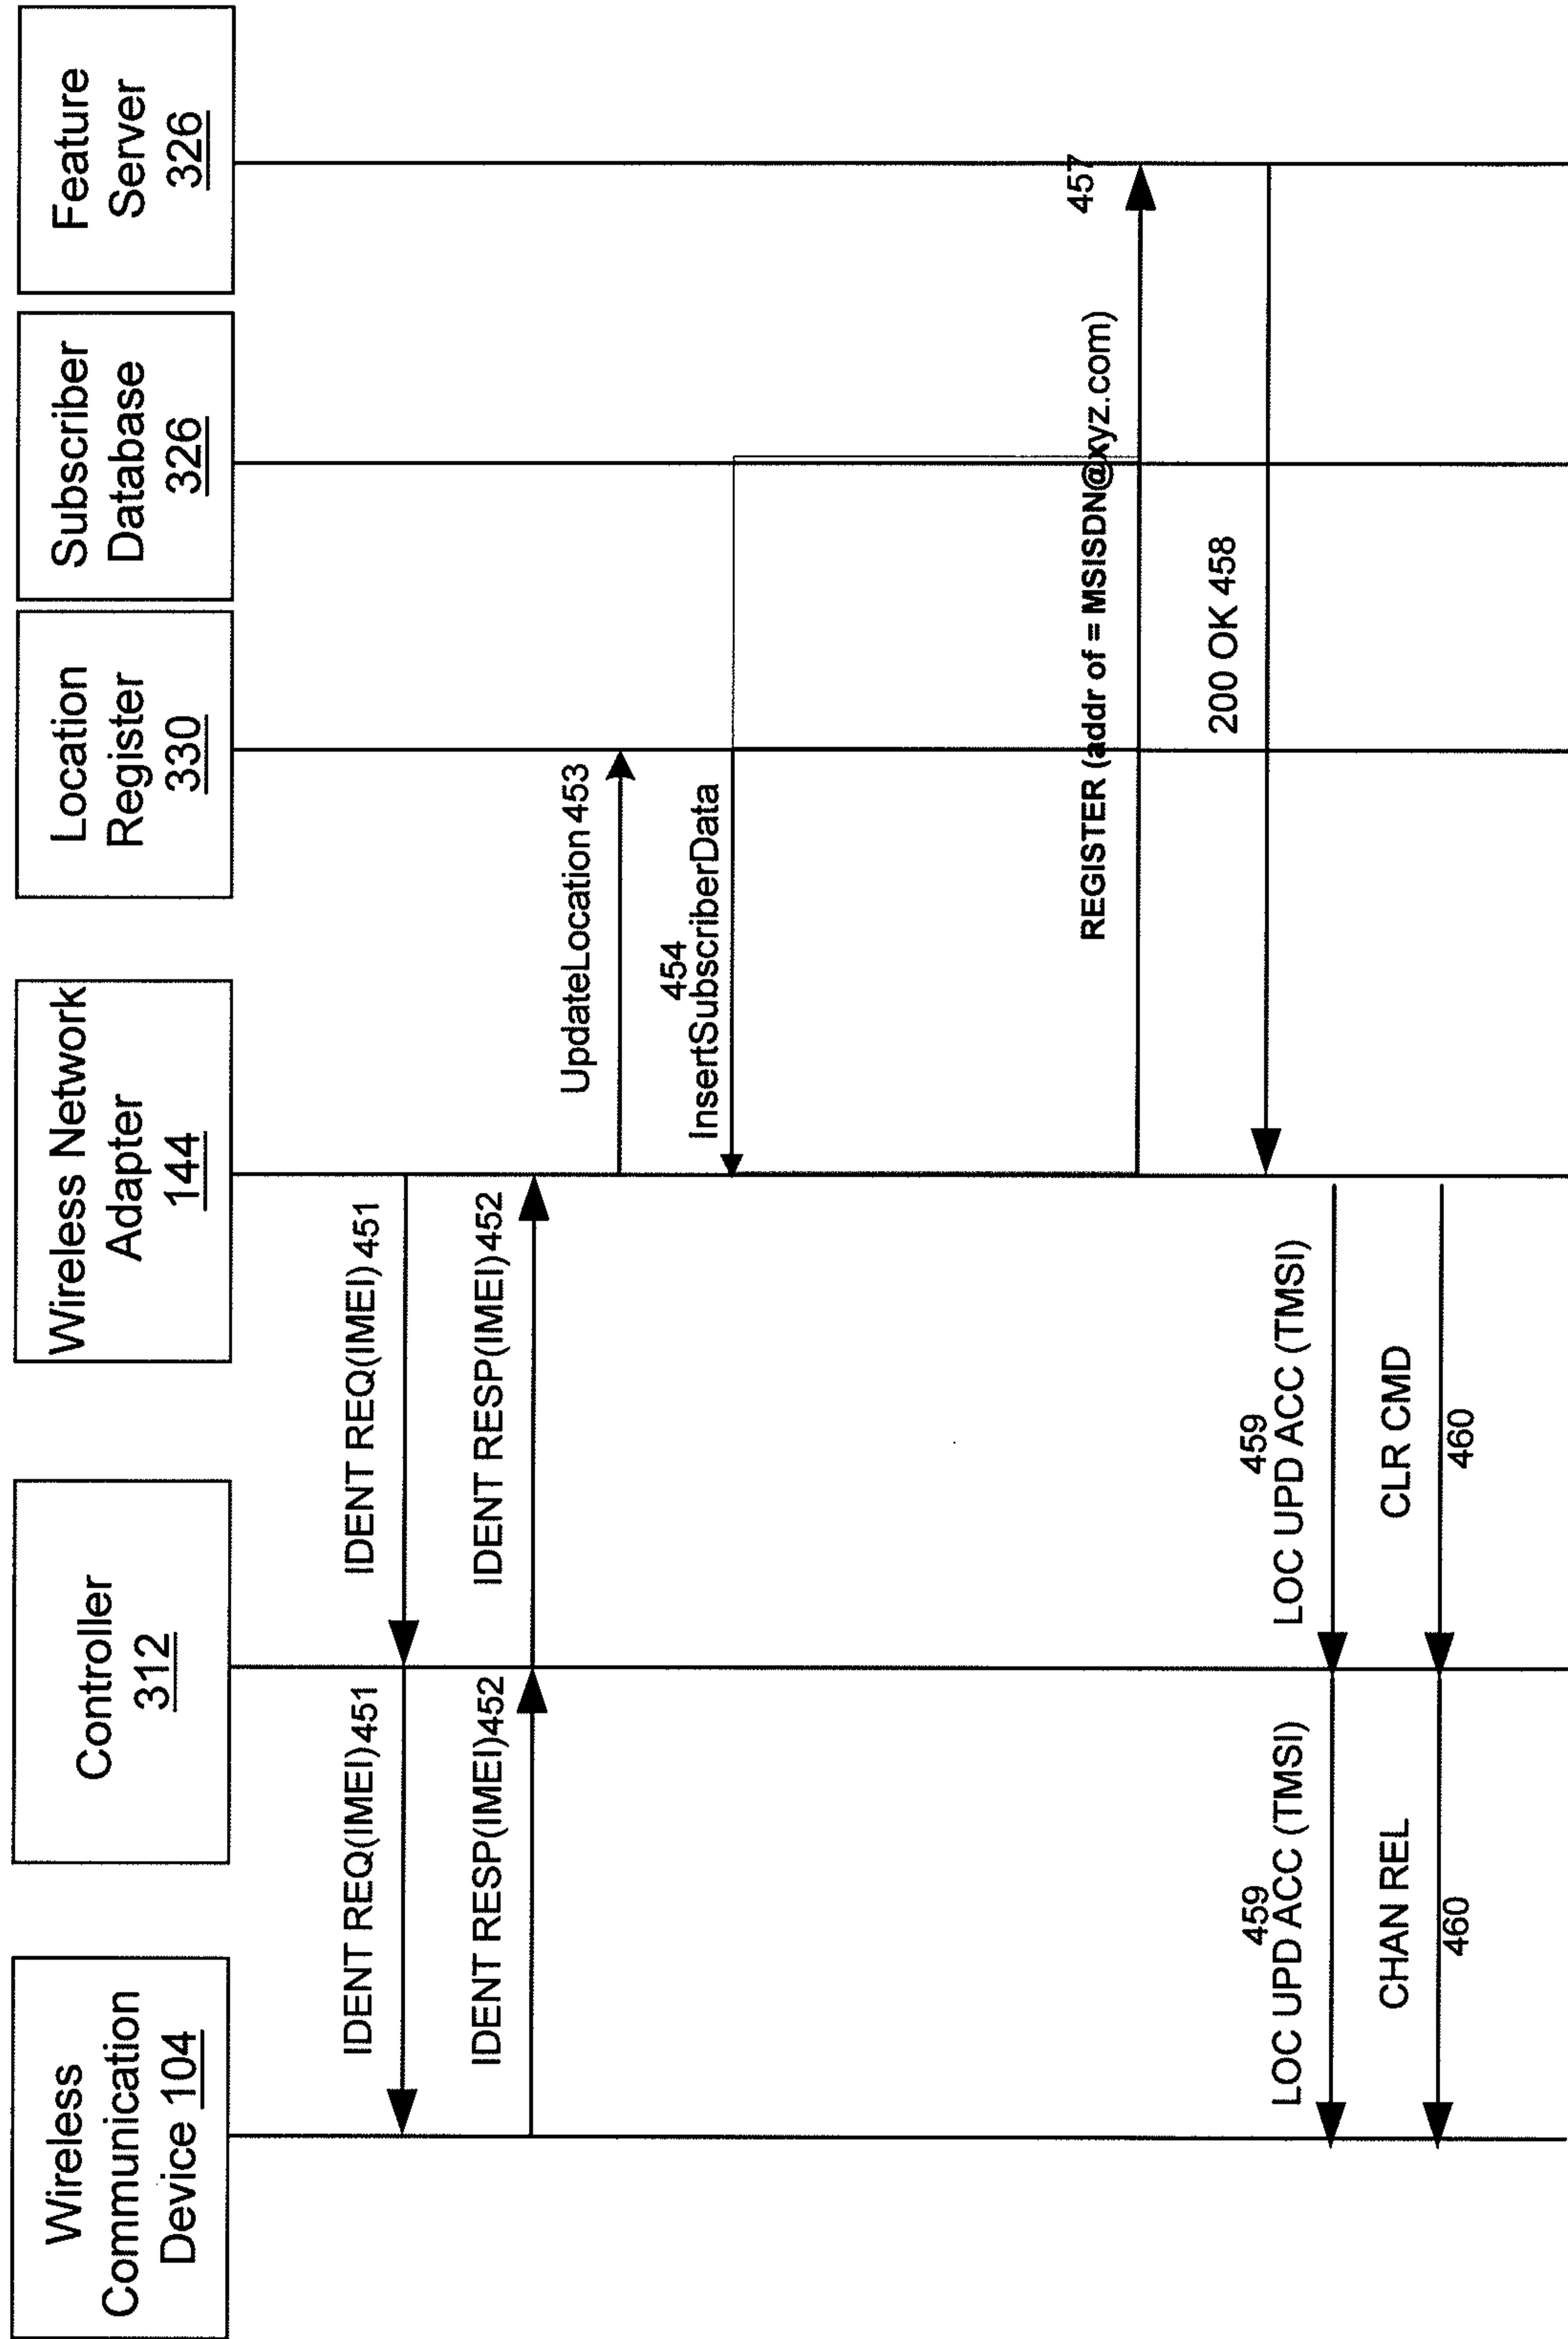 Wireless
Communication
Device 104
Controller
312
Wireless Network
Adapter
144
Location
Register
330
Subscriber
Database
326
Feature
Server
326
IDENT REQ(IMEI)451
IDENT REQ(IMEI) 451
IDENT RESP(IMEI)452
IDENT RESP(IMEI)452
UpdateLocation 453
454
InsertSubscriberData
457
REGISTER (addr of = MSISDN@xyz.com)
200 OK 458
459
LOC UPD ACC (TMSI)
459
LOC UPD ACC (TMSI)
CHAN REL
460
CLR CMD
460